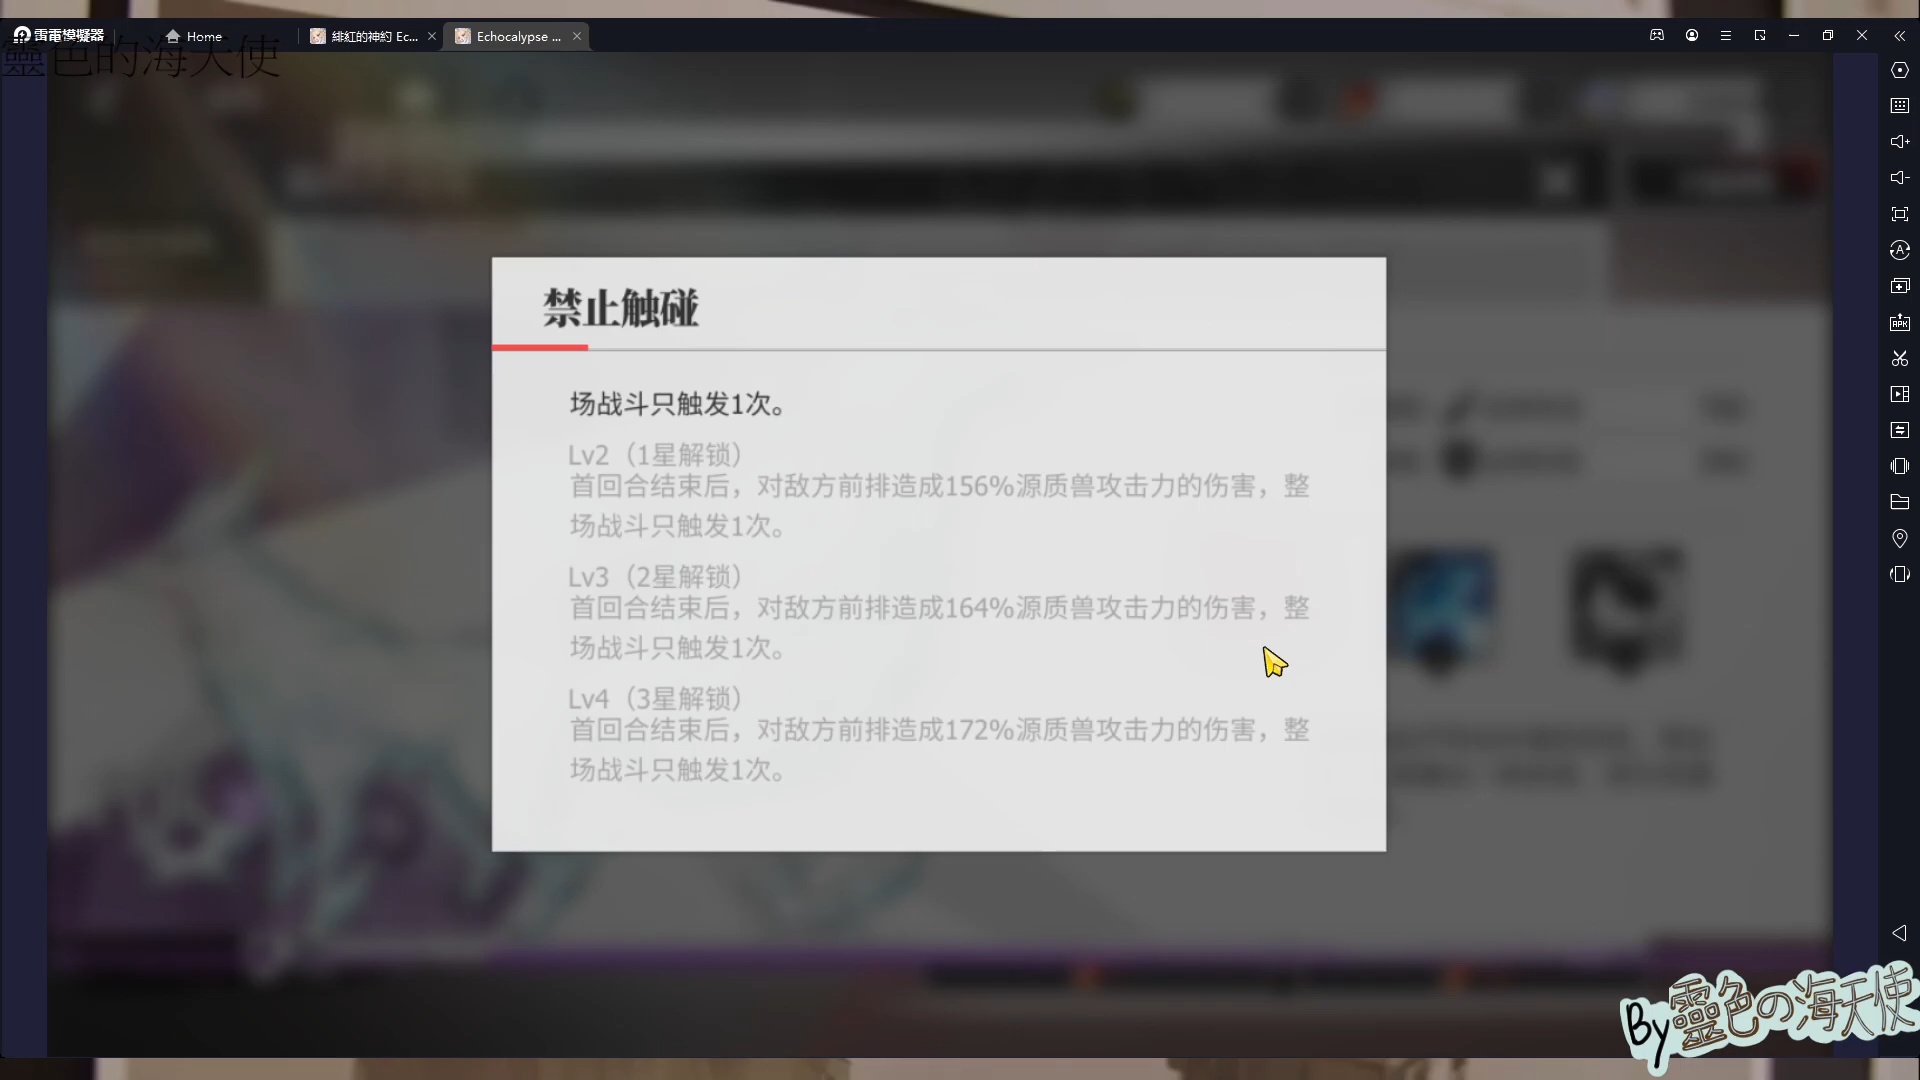 雷電模擬器
Home
緋紅的神約 Ec...
Echocalypse ...
靈色的海天使
禁止触碰
场战斗只触发1次。
Lv2（1星解锁）
首回合结束后，对敌方前排造成156%源质兽攻击力的伤害，整
场战斗只触发1次。
Lv3（2星解锁）
首回合结束后，对敌方前排造成164%源质兽攻击力的伤害，整
场战斗只触发1次。
Lv4（3星解锁）
首回合结束后，对敌方前排造成172%源质兽攻击力的伤害，整
场战斗只触发1次。
By靈色の海天使